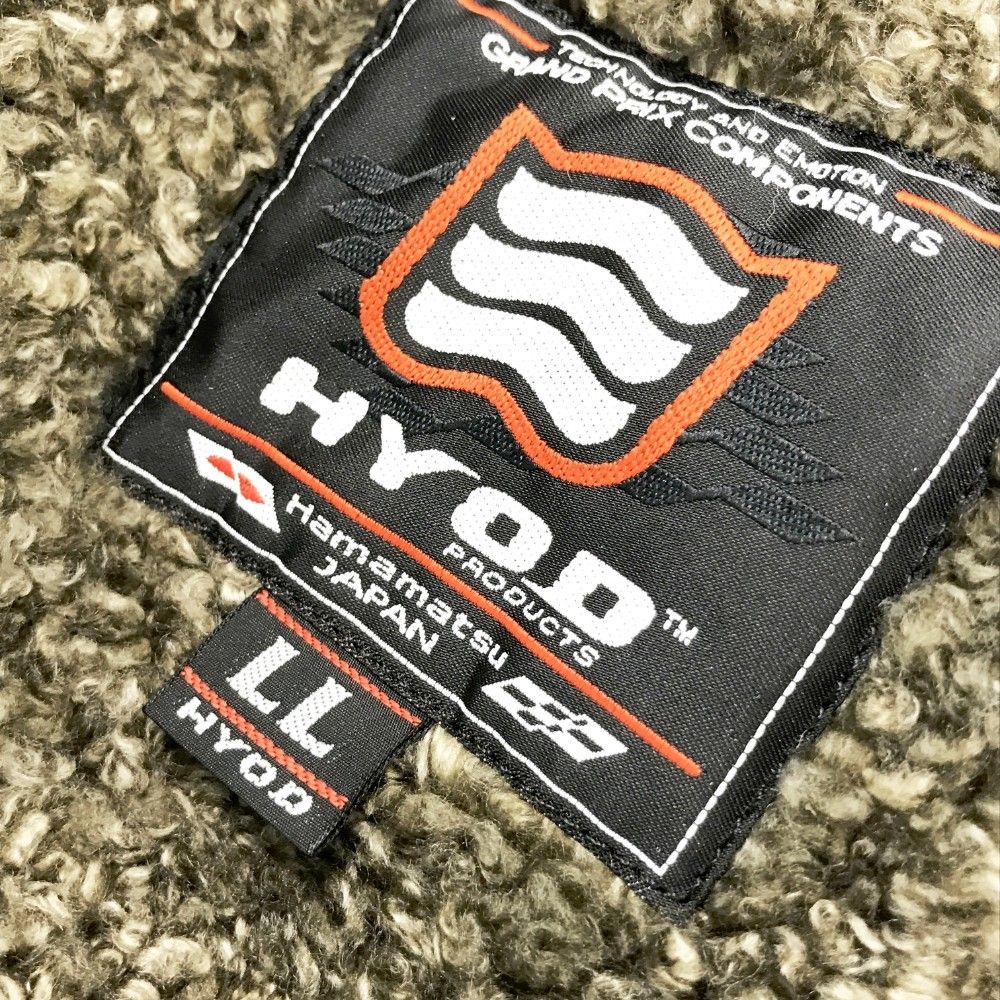 TECHNOLOGY AND EMOTION
GRAND PRIX COMPONENTS
HYOD™
PRODUCTS
Hamamatsu
JAPAN
LL
HYOD